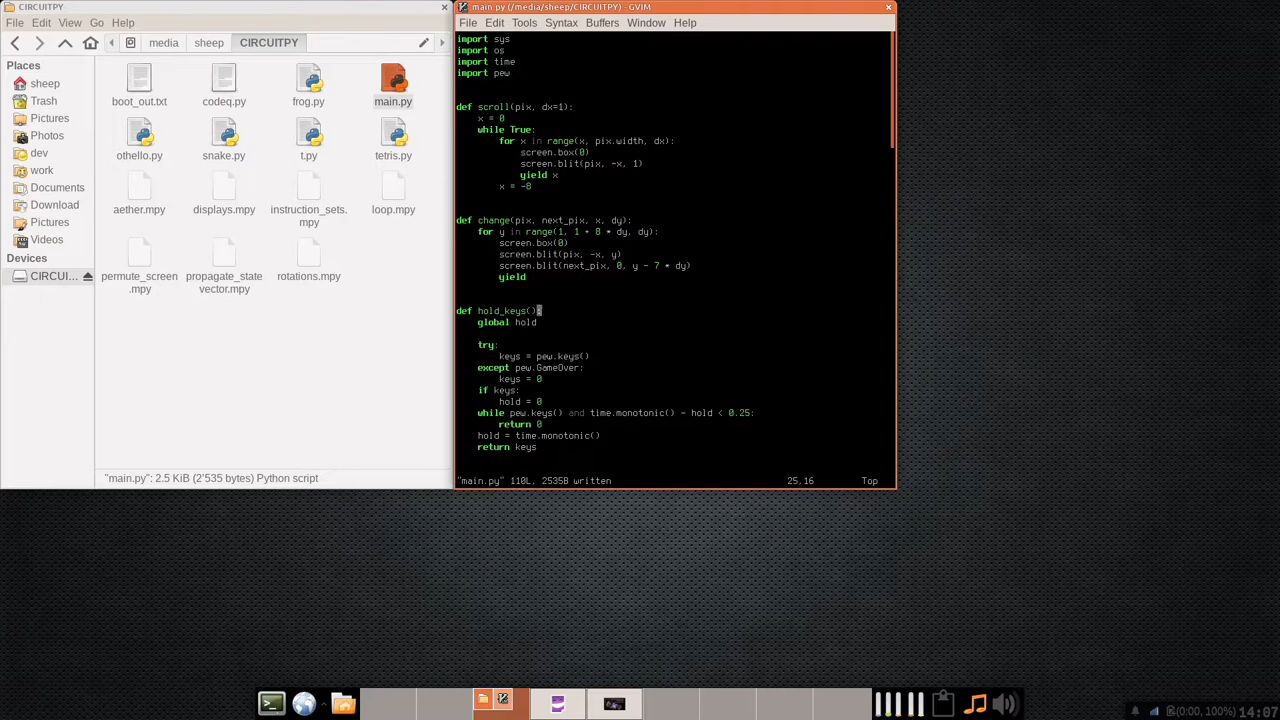 CIRCUITPY
File Edit View Go Help
media sheep CIRCUITPY
Places
sheep
Trash
Pictures
Photos
dev
work
Documents
Download
Pictures
Videos
Devices
CIRCUI...
boot_out.txt codeq.py frog.py main.py
othello.py snake.py t.py tetris.py
aether.mpy displays.mpy instruction_sets.mpy loop.mpy
permute_screen.mpy propagate_statevector.mpy rotations.mpy
"main.py": 2.5 KiB (2'535 bytes) Python script
main.py (/media/sheep/CIRCUITPY) - GVIM
File Edit Tools Syntax Buffers Window Help
import sys
import os
import time
import pew
def scroll(pix, dx=1):
x = 0
while True:
for x in range(x, pix.width, dx):
screen.box(0)
screen.blit(pix, -x, 1)
yield x
x = -8
def change(pix, next_pix, x, dy):
for y in range(1, 1 + 8 * dy, dy):
screen.box(0)
screen.blit(pix, -x, y)
screen.blit(next_pix, 0, y - 7 * dy)
yield
def hold_keys():
global hold
try:
keys = pew.keys()
except pew.GameOver:
keys = 0
if keys:
hold = 0
while pew.keys() and time.monotonic() - hold < 0.25:
return 0
hold = time.monotonic()
return keys
"main.py" 110L, 2535B written 25,16 Top
(0:00, 100%) 14:07